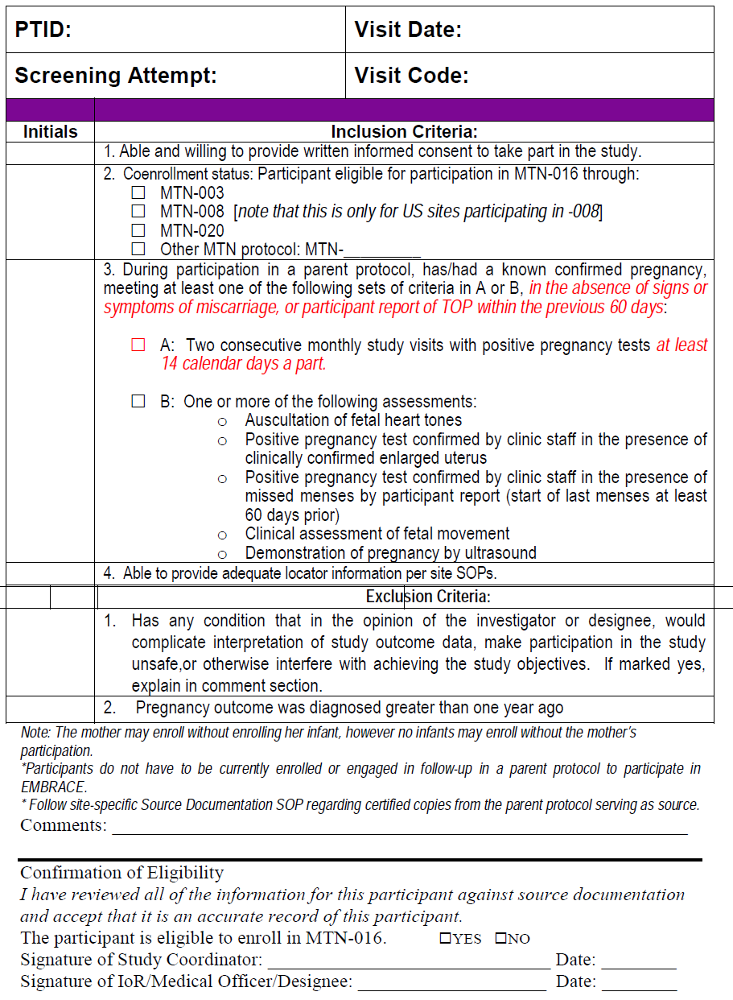 PTID: Visit Date:
Screening Attempt: Visit Code:
Initials Inclusion Criteria:
1. Able and willing to provide written informed consent to take part in the study.
2. Coenrollment status: Participant eligible for participation in MTN-016 through:
☐ MTN-003
☐ MTN-008 [note that this is only for US sites participating in -008]
☐ MTN-020
☐ Other MTN protocol: MTN-_________
3. During participation in a parent protocol, has/had a known confirmed pregnancy,
meeting at least one of the following sets of criteria in A or B, in the absence of signs or
symptoms of miscarriage, or participant report of TOP within the previous 60 days:
☐ A: Two consecutive monthly study visits with positive pregnancy tests at least
14 calendar days a part.
☐ B: One or more of the following assessments:
o Auscultation of fetal heart tones
o Positive pregnancy test confirmed by clinic staff in the presence of
clinically confirmed enlarged uterus
o Positive pregnancy test confirmed by clinic staff in the presence of
missed menses by participant report (start of last menses at least
60 days prior)
o Clinical assessment of fetal movement
o Demonstration of pregnancy by ultrasound
4. Able to provide adequate locator information per site SOPs.
Exclusion Criteria:
1. Has any condition that in the opinion of the investigator or designee, would
complicate interpretation of study outcome data, make participation in the study
unsafe,or otherwise interfere with achieving the study objectives. If marked yes,
explain in comment section.
2. Pregnancy outcome was diagnosed greater than one year ago
Note: The mother may enroll without enrolling her infant, however no infants may enroll without the mother's
participation.
*Participants do not have to be currently enrolled or engaged in follow-up in a parent protocol to participate in
EMBRACE.
* Follow site-specific Source Documentation SOP regarding certified copies from the parent protocol serving as source.
Comments: ______________________________
Confirmation of Eligibility
I have reviewed all of the information for this participant against source documentation
and accept that it is an accurate record of this participant.
The participant is eligible to enroll in MTN-016. ☐YES ☐NO
Signature of Study Coordinator: ______________________________ Date: ________
Signature of IoR/Medical Officer/Designee: ____________________ Date: ________